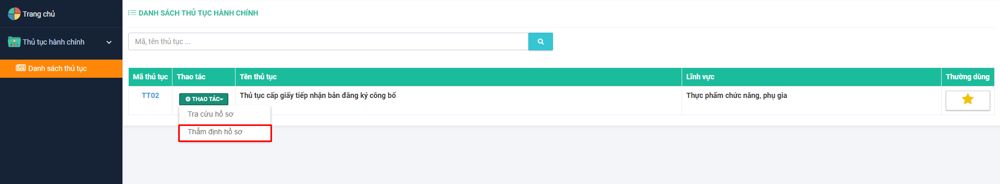 Trang chủ
Thủ tục hành chính
Danh sách thủ tục
DANH SÁCH THỦ TỤC HÀNH CHÍNH
Mã, tên thủ tục ...
Mã thủ tục Thao tác Tên thủ tục Lĩnh vực Thường dùng
TT02 THAO TÁC Thủ tục cấp giấy tiếp nhận bản đăng ký công bố Thực phẩm chức năng, phụ gia
Tra cứu hồ sơ
Thẩm định hồ sơ